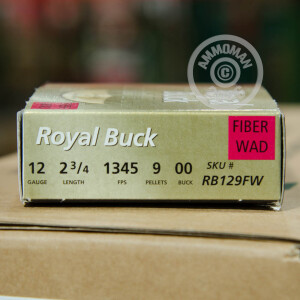 AMMOMAN
Royal Buck
FIBER
WAD
12 2 3/4 1345 9 00 SKU #
GAUGE LENGTH FPS PELLETS BUCK RB129FW